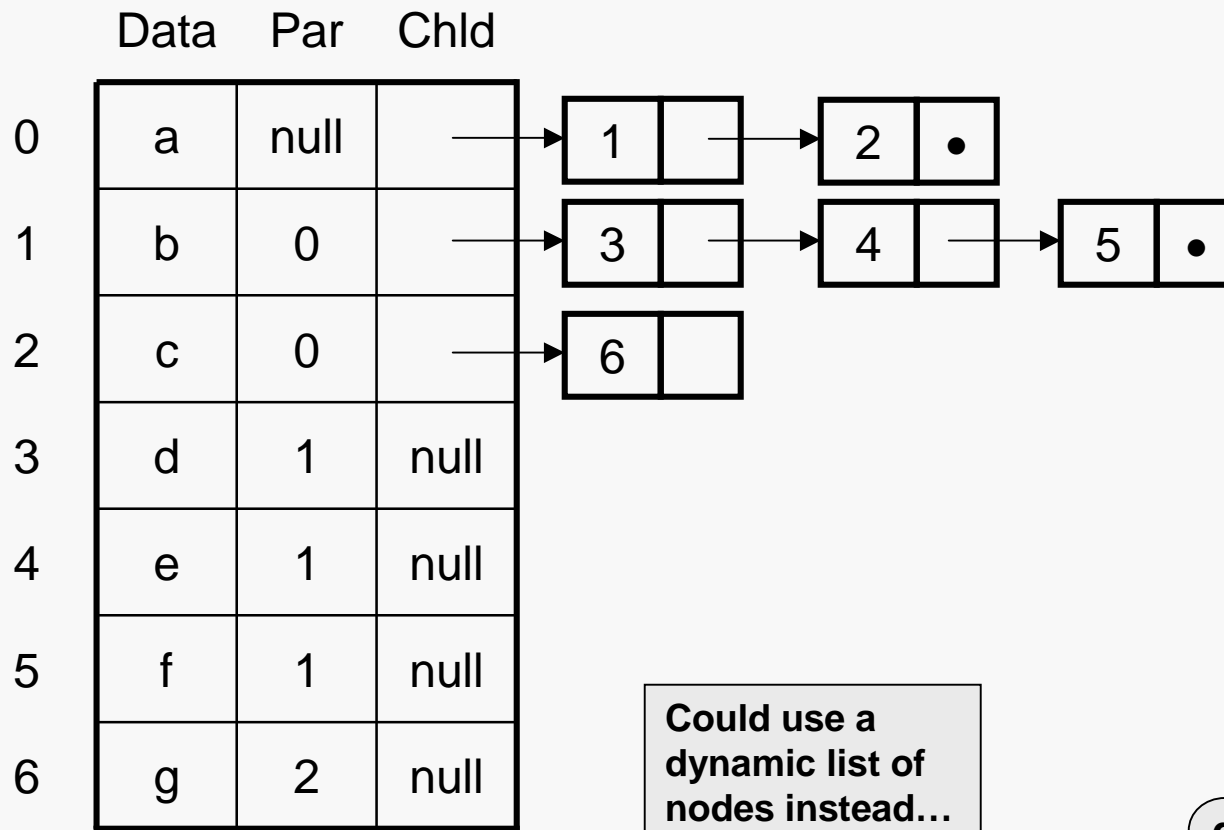 Data Par Chld
0 a null 1 2 •
1 b 0 3 4 5 •
2 c 0 6
3 d 1 null
4 e 1 null
5 f 1 null
6 g 2 null
Could use a
dynamic list of
nodes instead…